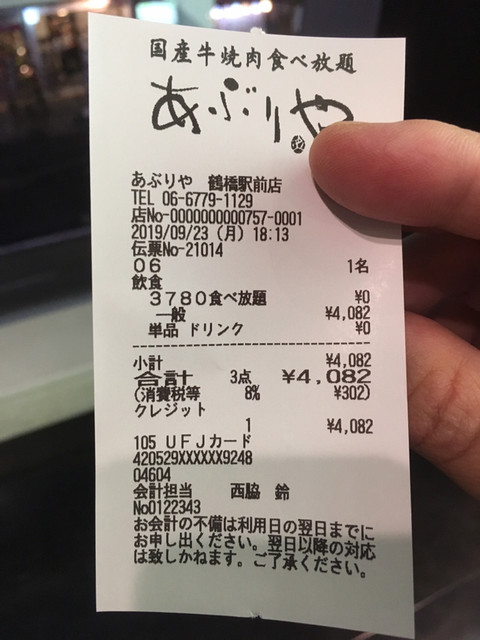 国産牛焼肉食べ放題
あぶりや
あぶりや 鶴橋駅前店
TEL 06-6779-1129
店No-0000000000757-0001
2019/09/23 (月) 18:13
伝票No-21014
06 1名
飲食
3780食べ放題 ¥0
一般 ¥4,082
単品 ドリンク ¥0
小計 ¥4,082
合計 3点 ¥4,082
(消費税等 8% ¥302)
クレジット
1 ¥4,082
105 UFJカード
420529XXXXXX9248
04604
会計担当 西脇 鈴
No0122343
お会計の不備は利用日の翌日までに
お申し出ください。翌日以降の対応
は致しかねます。ご了承ください。